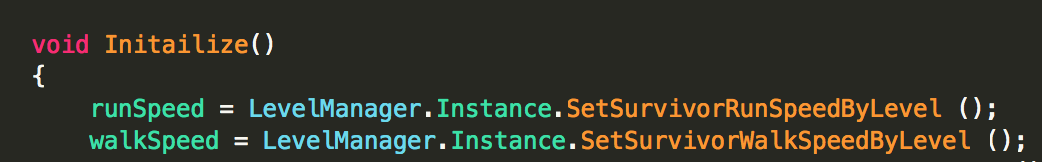 void Initailize()
{
runSpeed = LevelManager.Instance.SetSurvivorRunSpeedByLevel ();
walkSpeed = LevelManager.Instance.SetSurvivorWalkSpeedByLevel ();